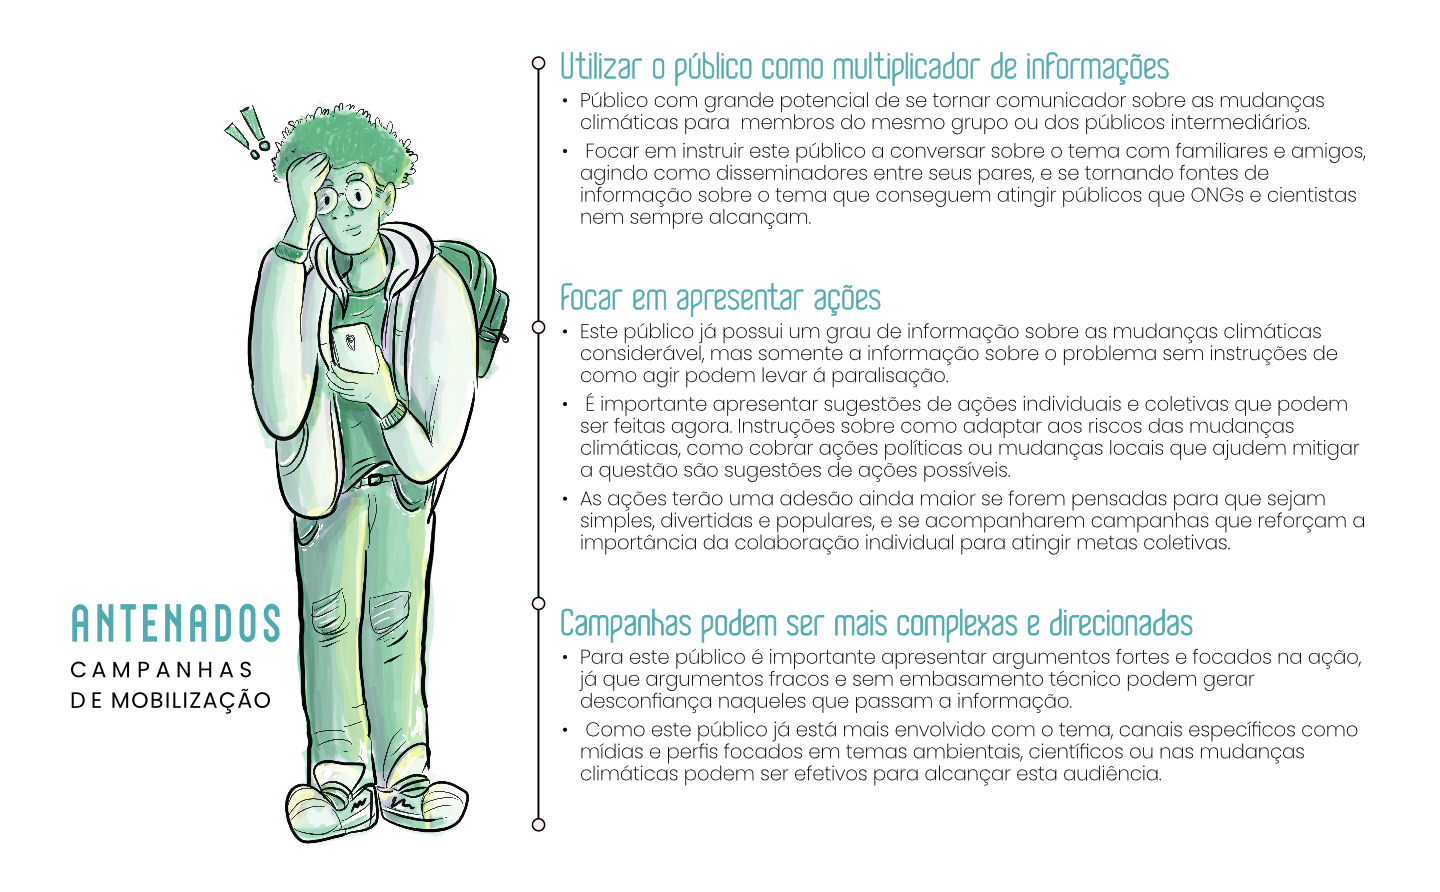 Utilizar o público como multiplicador de informações
• Público com grande potencial de se tornar comunicador sobre as mudanças
climáticas para membros do mesmo grupo ou dos públicos intermediários.
• Focar em instruir este público a conversar sobre o tema com familiares e amigos,
agindo como disseminadores entre seus pares, e se tornando fontes de
informação sobre o tema que conseguem atingir públicos que ONGs e cientistas
nem sempre alcançam.
Focar em apresentar ações
• Este público já possui um grau de informação sobre as mudanças climáticas
considerável, mas somente a informação sobre o problema sem instruções de
como agir podem levar á paralisação.
• É importante apresentar sugestões de ações individuais e coletivas que podem
ser feitas agora. Instruções sobre como adaptar aos riscos das mudanças
climáticas, como cobrar ações políticas ou mudanças locais que ajudem mitigar
a questão são sugestões de ações possíveis.
• As ações terão uma adesão ainda maior se forem pensadas para que sejam
simples, divertidas e populares, e se acompanharem campanhas que reforçam a
importância da colaboração individual para atingir metas coletivas.
ANTENADOS
CAMPANHAS
DE MOBILIZAÇÃO
Campanhas podem ser mais complexas e direcionadas
• Para este público é importante apresentar argumentos fortes e focados na ação,
já que argumentos fracos e sem embasamento técnico podem gerar
desconfiança naqueles que passam a informação.
• Como este público já está mais envolvido com o tema, canais específicos como
mídias e perfis focados em temas ambientais, científicos ou nas mudanças
climáticas podem ser efetivos para alcançar esta audiência.